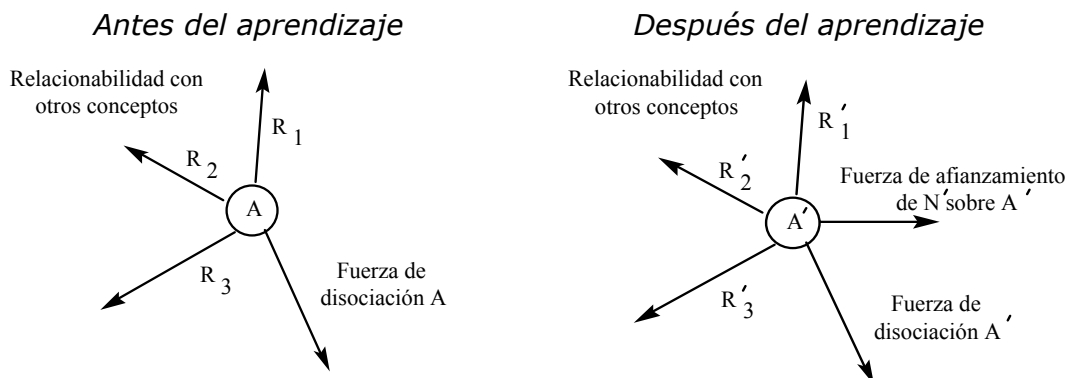 Antes del aprendizaje
Relacionabilidad con
otros conceptos
R 1
R 2
A
R 3
Fuerza de
disociación A
Después del aprendizaje
Relacionabilidad con
otros conceptos
R ′ 1
R ′ 2
Fuerza de afianzamiento
de N ′ sobre A ′
A ′
R ′ 3
Fuerza de
disociación A ′